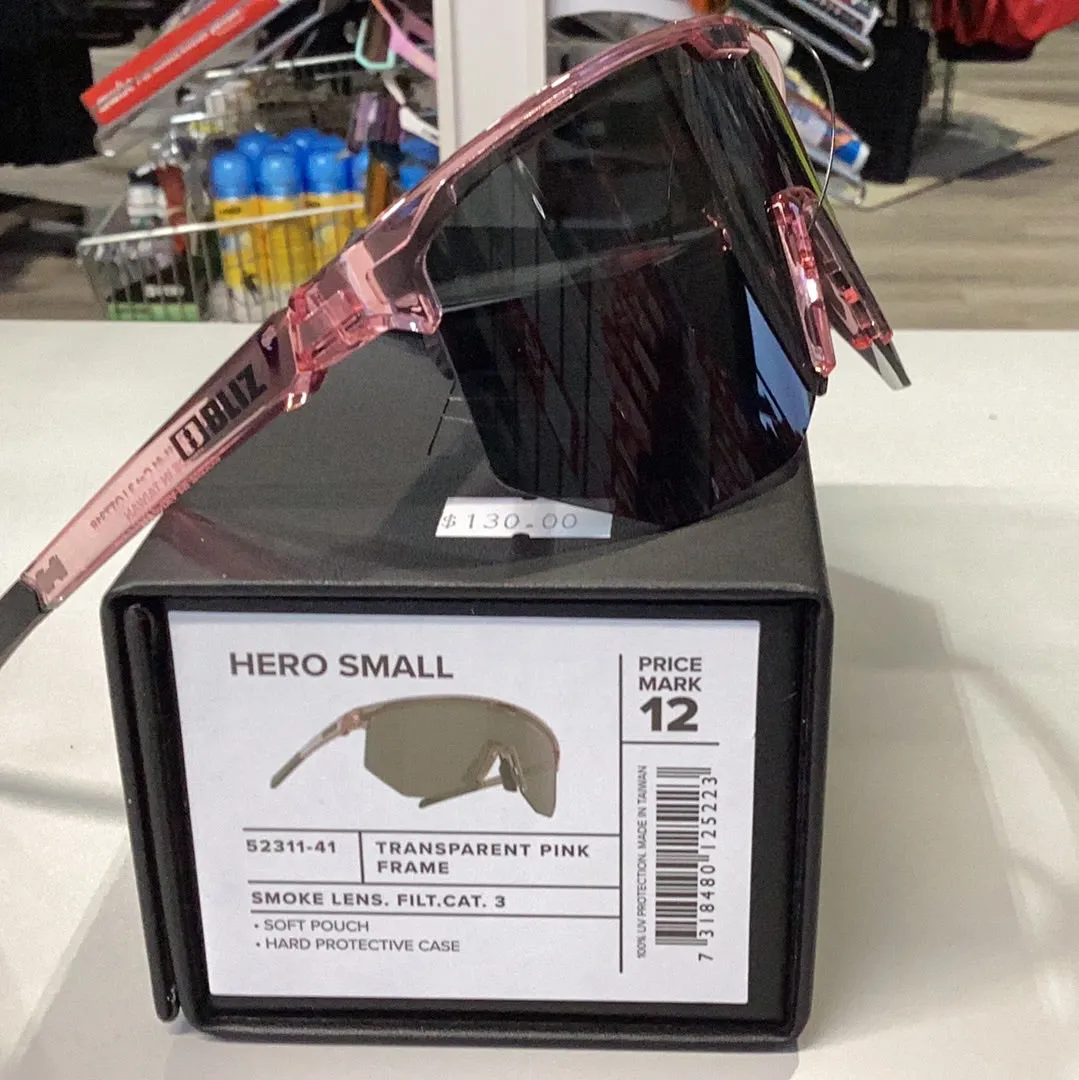 BLIZ
$130.00
HERO SMALL
PRICE
MARK
12
52311-41
TRANSPARENT PINK
FRAME
SMOKE LENS. FILT.CAT. 3
• SOFT POUCH
• HARD PROTECTIVE CASE
100% UV PROTECTION. MADE IN TAIWAN
7 318480 125223